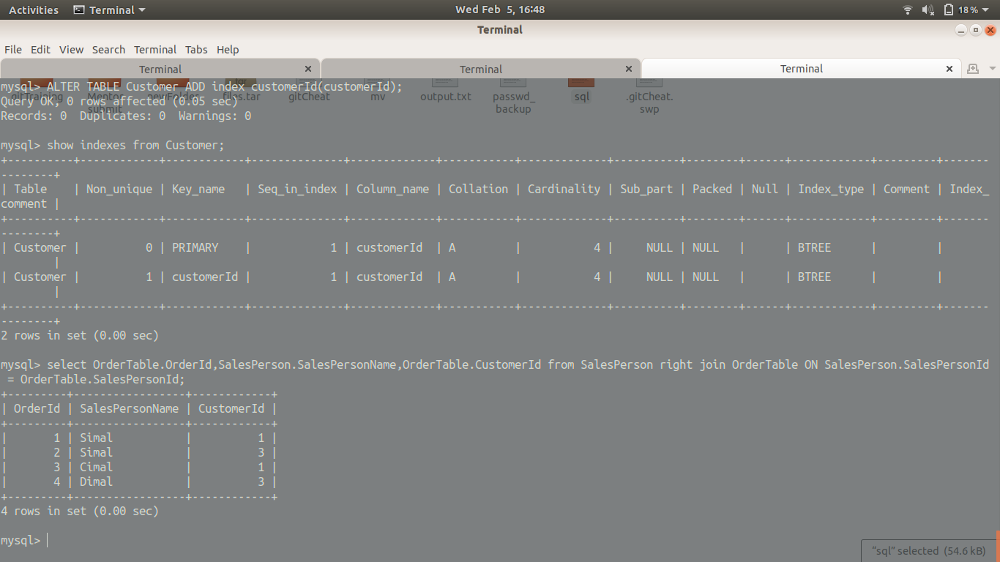 Activities Terminal Wed Feb 5, 16:48 18%
Terminal
File Edit View Search Terminal Tabs Help
Terminal Terminal Terminal
mysql> ALTER TABLE Customer ADD index customerId(customerId);
gitTraining Mentor submit newFolder files.tar gitCheat mv output.txt passwd_backup sql .gitCheat.swp
Query OK, 0 rows affected (0.05 sec)
Records: 0  Duplicates: 0  Warnings: 0
mysql> show indexes from Customer;
+----------+------------+------------+--------------+-------------+-----------+-------------+----------+--------+------+------------+---------+-------
--------+
| Table    | Non_unique | Key_name   | Seq_in_index | Column_name | Collation | Cardinality | Sub_part | Packed | Null | Index_type | Comment | Index_
comment |
+----------+------------+------------+--------------+-------------+-----------+-------------+----------+--------+------+------------+---------+-------
--------+
| Customer |          0 | PRIMARY    |            1 | customerId  | A         |           4 |     NULL | NULL   |      | BTREE      |         |
        |
| Customer |          1 | customerId |            1 | customerId  | A         |           4 |     NULL | NULL   |      | BTREE      |         |
        |
+----------+------------+------------+--------------+-------------+-----------+-------------+----------+--------+------+------------+---------+-------
--------+
2 rows in set (0.00 sec)
mysql> select OrderTable.OrderId,SalesPerson.SalesPersonName,OrderTable.CustomerId from SalesPerson right join OrderTable ON SalesPerson.SalesPersonId
 = OrderTable.SalesPersonId;
+---------+-----------------+------------+
| OrderId | SalesPersonName | CustomerId |
+---------+-----------------+------------+
|       1 | Simal           |          1 |
|       2 | Simal           |          3 |
|       3 | Cimal           |          1 |
|       4 | Dimal           |          3 |
+---------+-----------------+------------+
4 rows in set (0.00 sec)
mysql>
"sql" selected (54.6 kB)